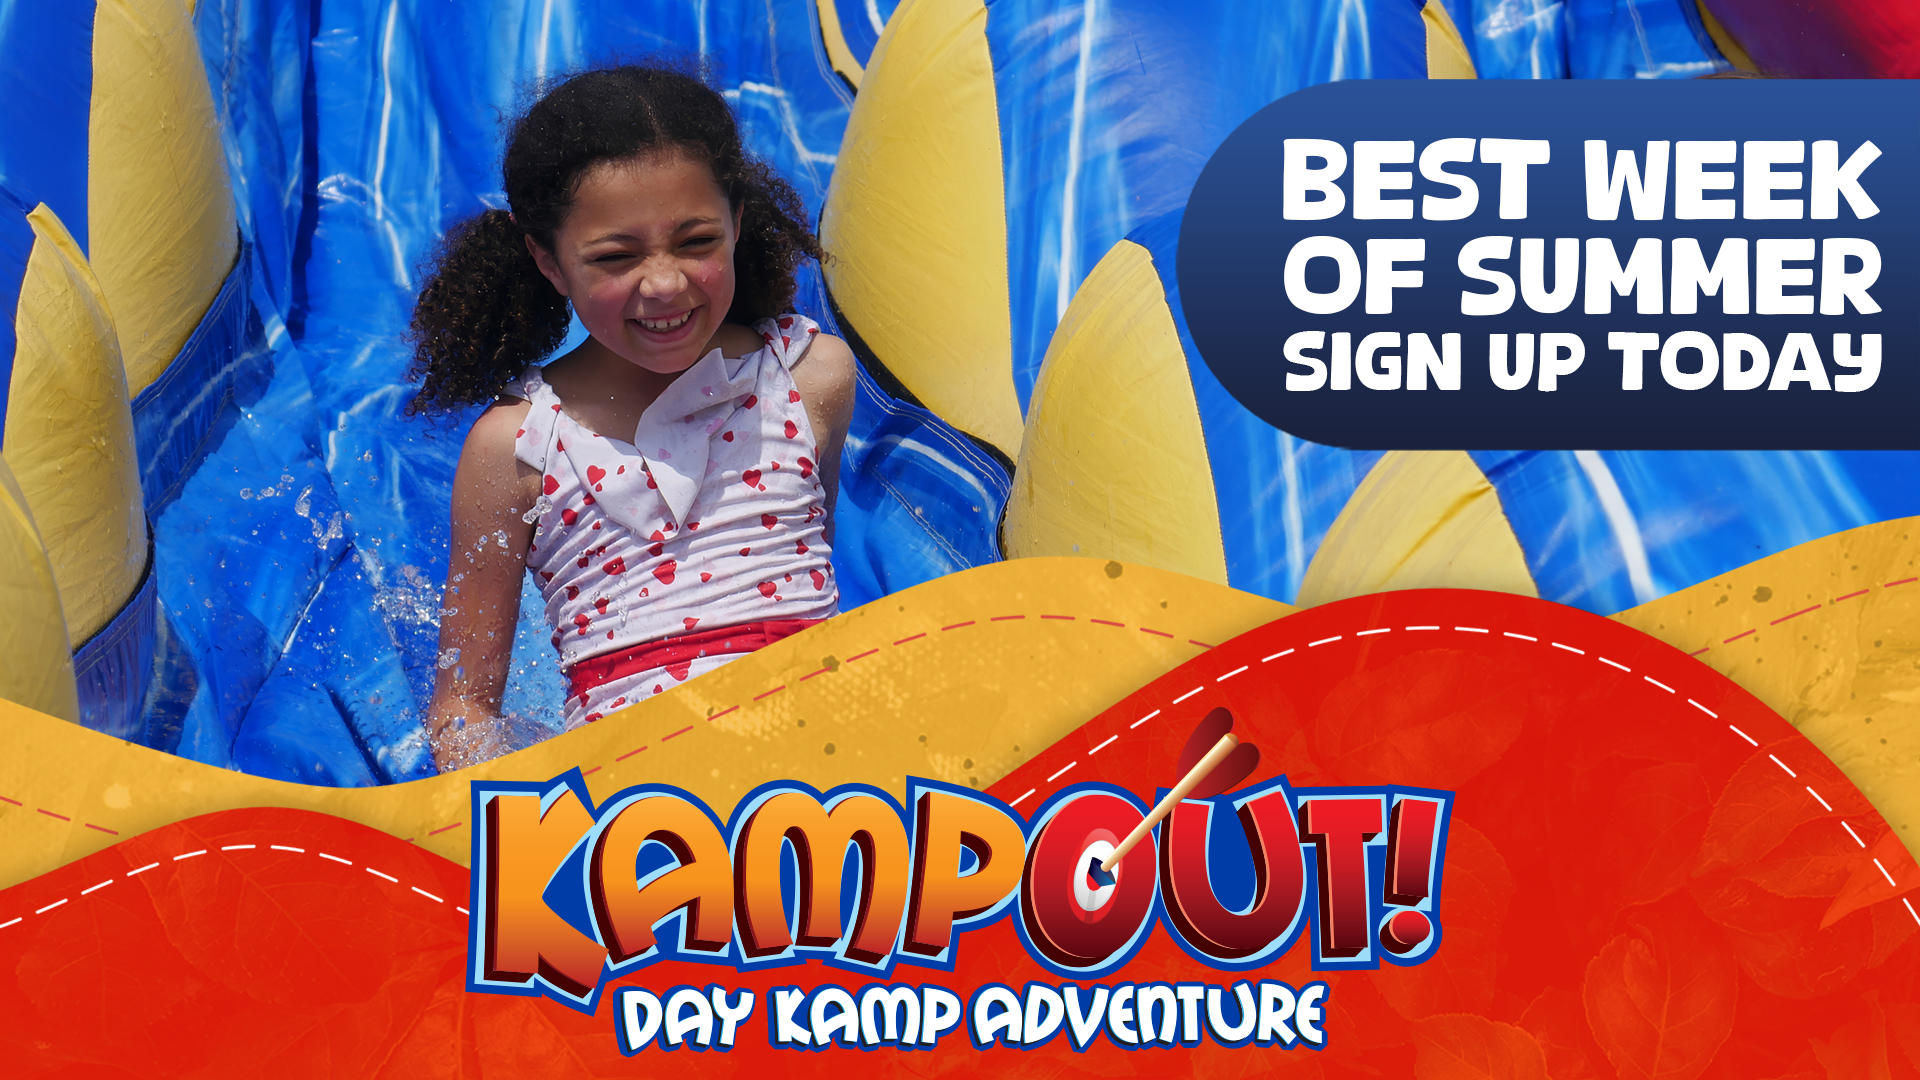 BEST WEEK
OF SUMMER
SIGN UP TODAY
KAMPOUT!
DAY KAMP ADVENTURE